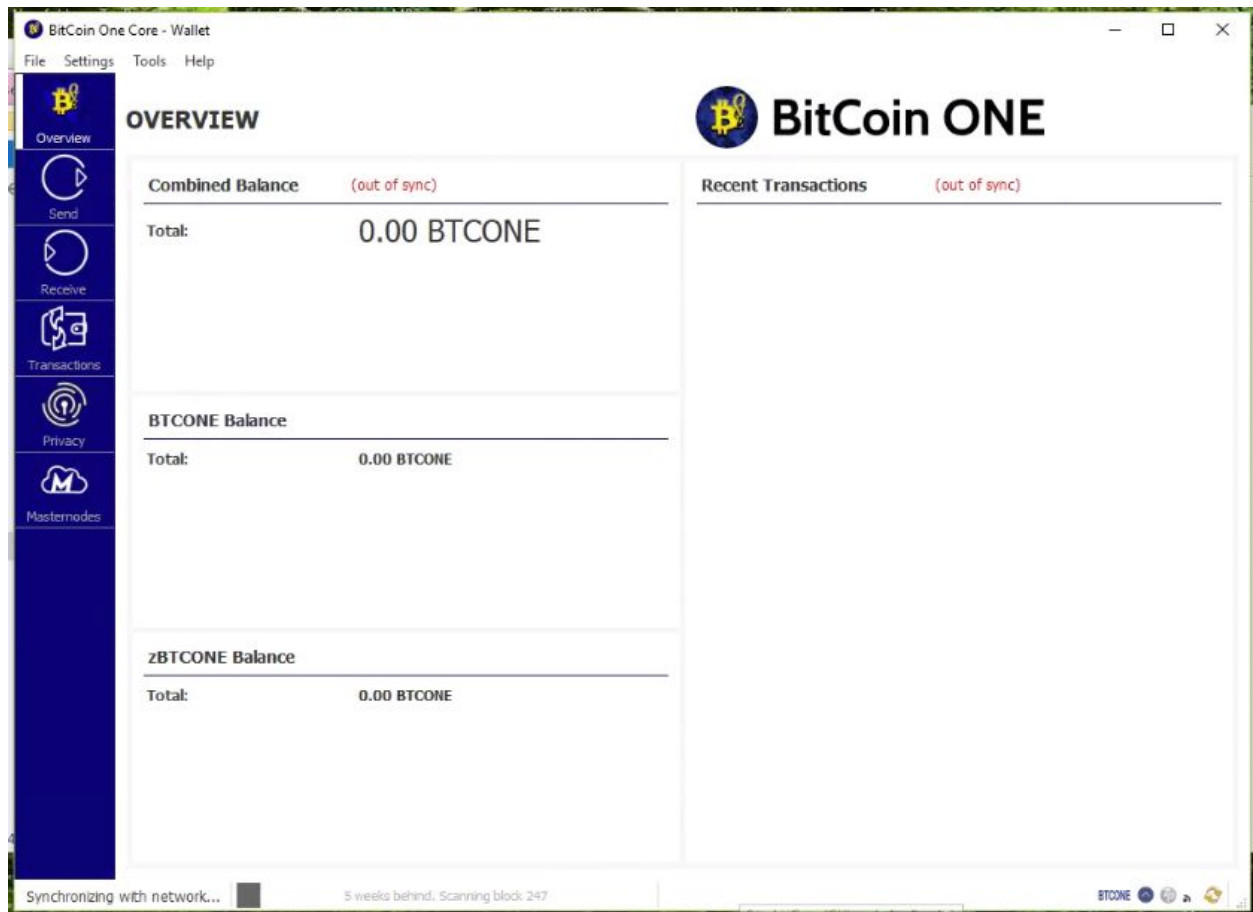 BitCoin One Core - Wallet
File Settings Tools Help
Overview
Send
Receive
Transactions
Privacy
Masternodes
OVERVIEW
BitCoin ONE
Combined Balance (out of sync)
Total: 0.00 BTCONE
BTCONE Balance
Total: 0.00 BTCONE
zBTCONE Balance
Total: 0.00 BTCONE
Recent Transactions (out of sync)
Synchronizing with network... 5 weeks behind. Scanning block 247
BTCONE